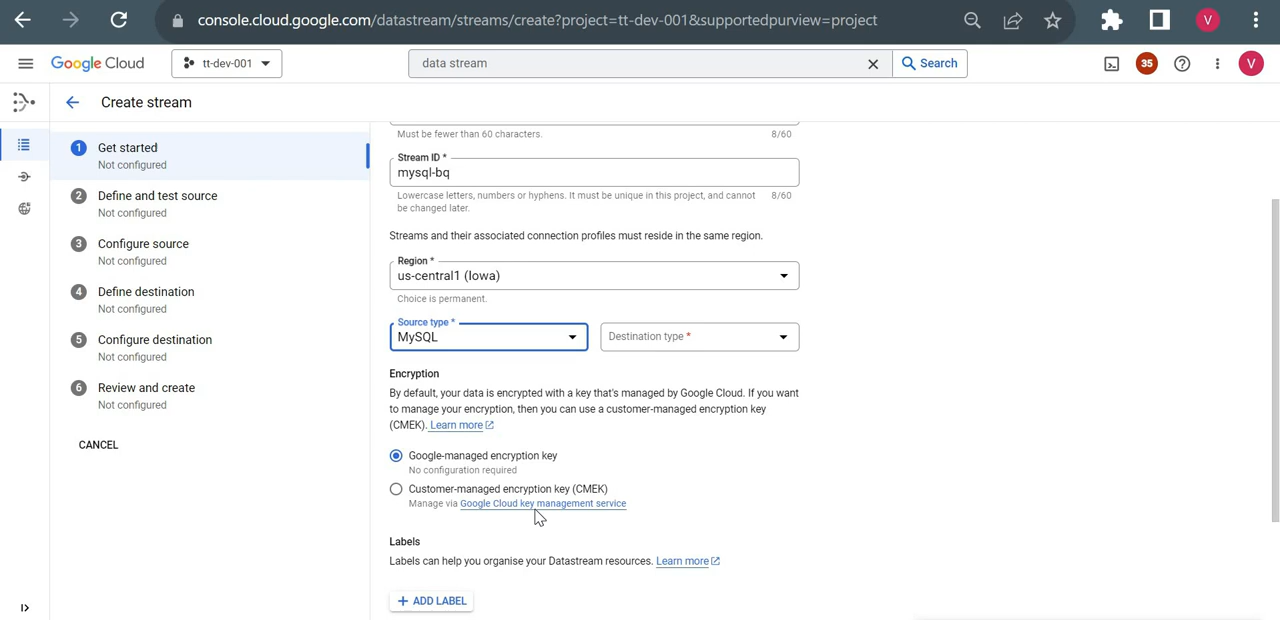 console.cloud.google.com/datastream/streams/create?project=tt-dev-001&supportedpurview=project
V
Google Cloud
tt-dev-001
data stream
Search
35
V
Create stream
1
Get started
Not configured
2
Define and test source
Not configured
3
Configure source
Not configured
4
Define destination
Not configured
5
Configure destination
Not configured
6
Review and create
Not configured
CANCEL
Must be fewer than 60 characters.
8/60
Stream ID *
mysql-bq
Lowercase letters, numbers or hyphens. It must be unique in this project, and cannot
8/60
be changed later.
Streams and their associated connection profiles must reside in the same region.
Region *
us-central1 (Iowa)
Choice is permanent.
Source type *
MySQL
Destination type *
Encryption
By default, your data is encrypted with a key that's managed by Google Cloud. If you want
to manage your encryption, then you can use a customer-managed encryption key
(CMEK). Learn more
Google-managed encryption key
No configuration required
Customer-managed encryption key (CMEK)
Manage via Google Cloud key management service
Labels
Labels can help you organise your Datastream resources. Learn more
+ ADD LABEL